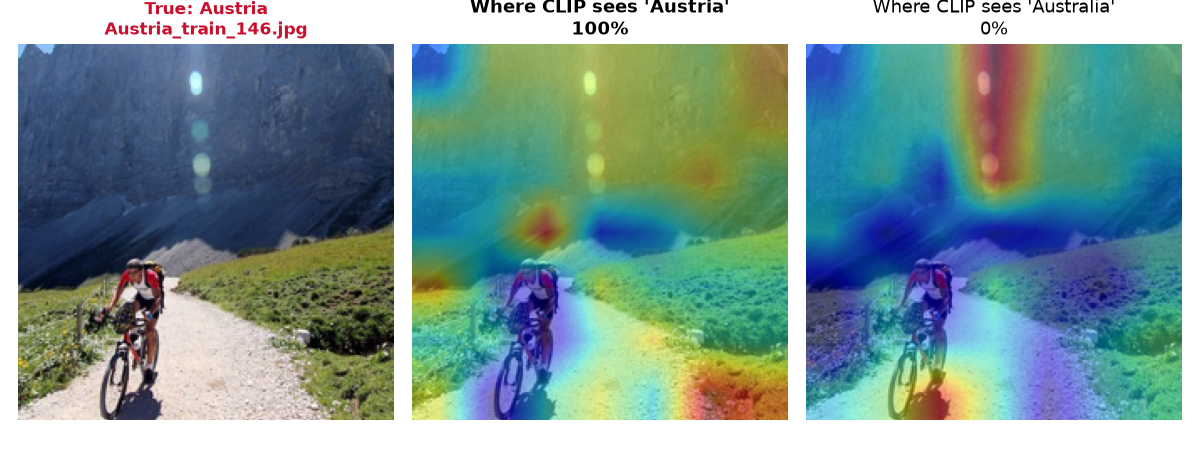 True: Austria
Austria_train_146.jpg
Where CLIP sees 'Austria'
100%
Where CLIP sees 'Australia'
0%